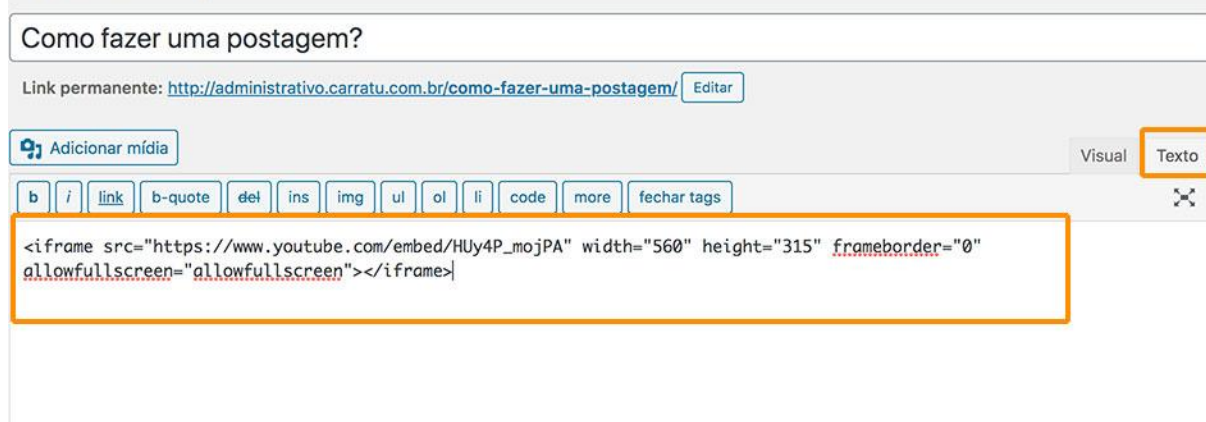 Como fazer uma postagem?
Link permanente: http://administrativo.carratu.com.br/como-fazer-uma-postagem/ Editar
Adicionar mídia
Visual Texto
b i link b-quote del ins img ul ol li code more fechar tags
<iframe src="https://www.youtube.com/embed/HUy4P_mojPA" width="560" height="315" frameborder="0"
allowfullscreen="allowfullscreen"></iframe>